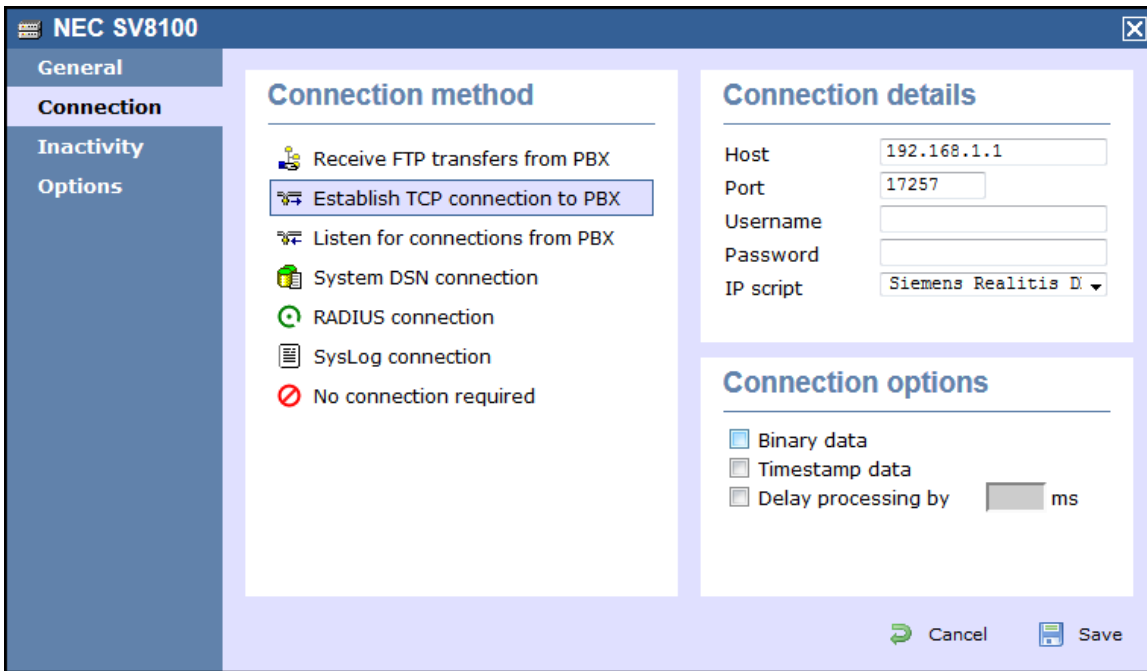 NEC SV8100
General
Connection
Inactivity
Options
Connection method
Receive FTP transfers from PBX
Establish TCP connection to PBX
Listen for connections from PBX
System DSN connection
RADIUS connection
SysLog connection
No connection required
Connection details
Host 192.168.1.1
Port 17257
Username
Password
IP script Siemens Realitis D
Connection options
Binary data
Timestamp data
Delay processing by ms
Cancel Save